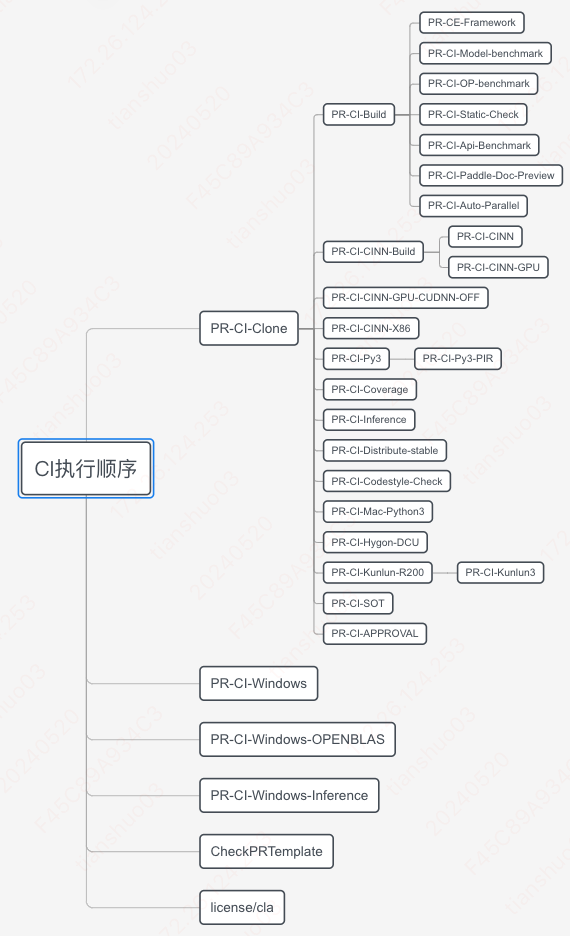 CI执行顺序
PR-CI-Clone
PR-CI-Build
PR-CE-Framework
PR-CI-Model-benchmark
PR-CI-OP-benchmark
PR-CI-Static-Check
PR-CI-Api-Benchmark
PR-CI-Paddle-Doc-Preview
PR-CI-Auto-Parallel
PR-CI-CINN-Build
PR-CI-CINN
PR-CI-CINN-GPU
PR-CI-CINN-GPU-CUDNN-OFF
PR-CI-CINN-X86
PR-CI-Py3
PR-CI-Py3-PIR
PR-CI-Coverage
PR-CI-Inference
PR-CI-Distribute-stable
PR-CI-Codestyle-Check
PR-CI-Mac-Python3
PR-CI-Hygon-DCU
PR-CI-Kunlun-R200
PR-CI-Kunlun3
PR-CI-SOT
PR-CI-APPROVAL
PR-CI-Windows
PR-CI-Windows-OPENBLAS
PR-CI-Windows-Inference
CheckPRTemplate
license/cla